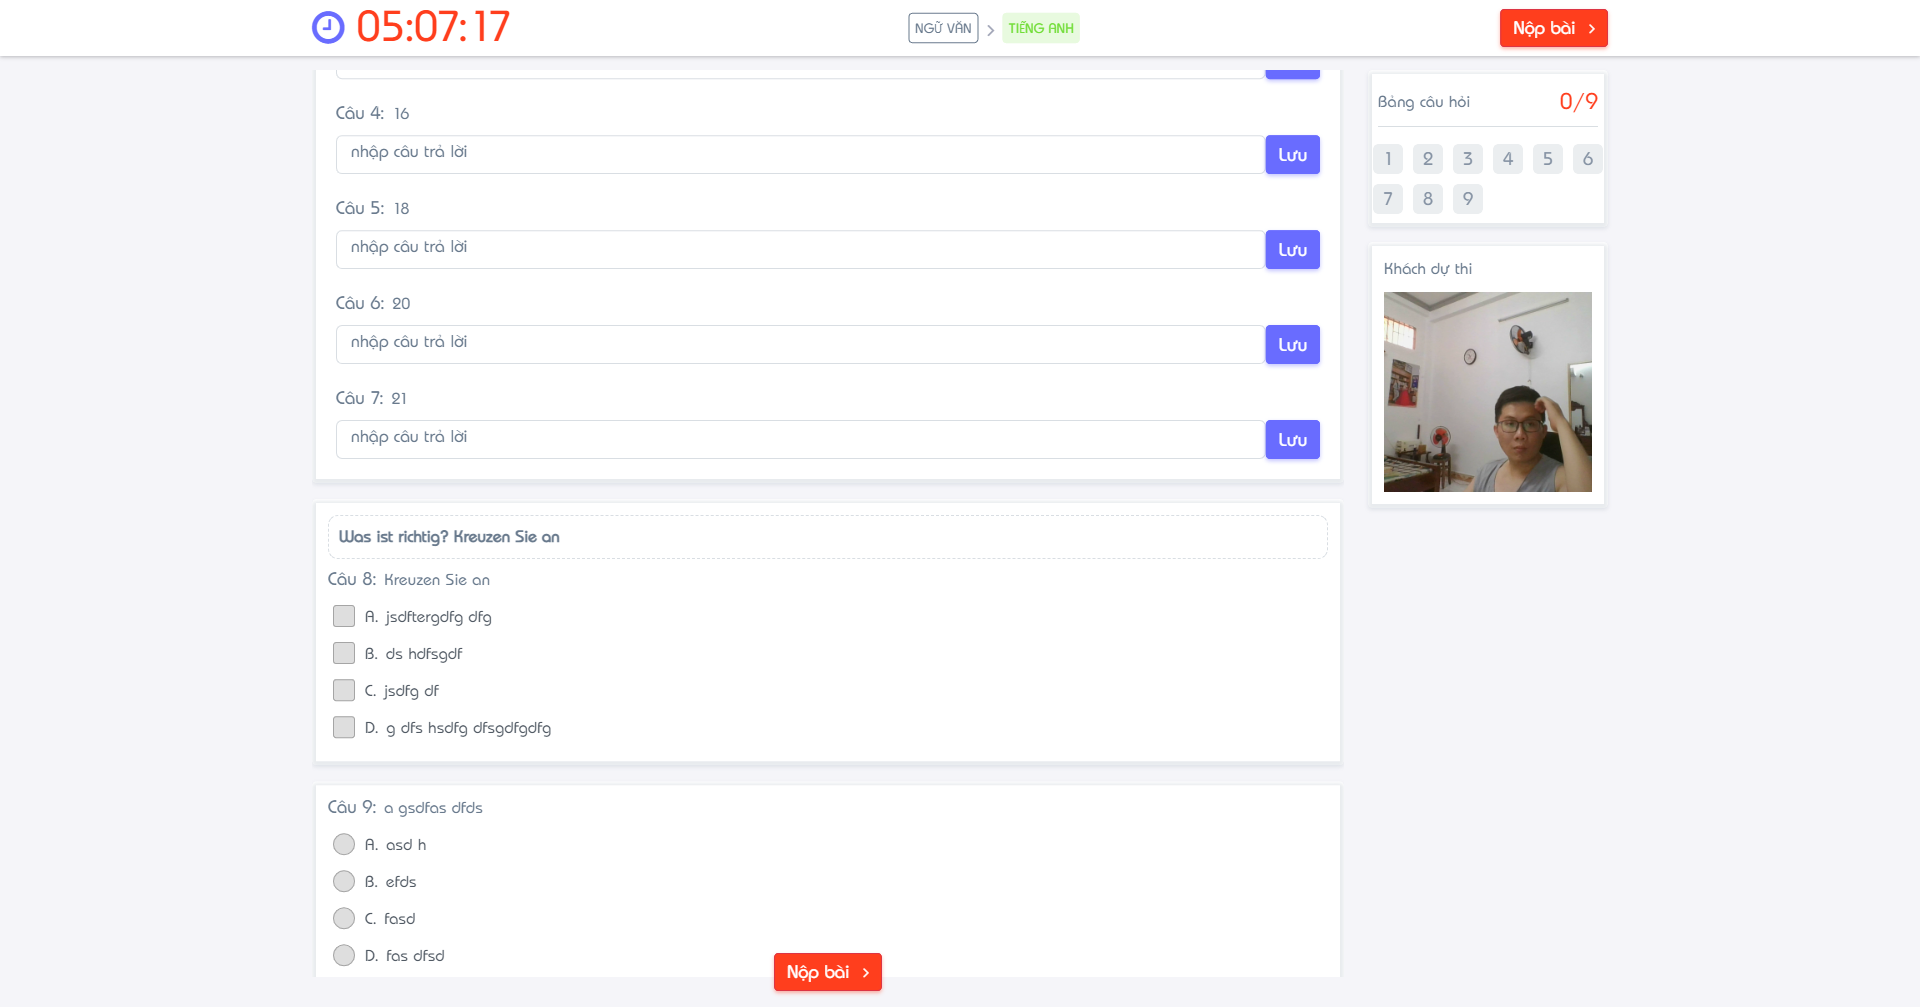 05:07:17
NGỮ VĂN > TIẾNG ANH
Nộp bài
Câu 4: 16
nhập câu trả lời
Lưu
Câu 5: 18
nhập câu trả lời
Lưu
Câu 6: 20
nhập câu trả lời
Lưu
Câu 7: 21
nhập câu trả lời
Lưu
Was ist richtig? Kreuzen Sie an
Câu 8: Kreuzen Sie an
A. jsdftergdfg dfg
B. ds hdfsgdf
C. jsdfg df
D. g dfs hsdfg dfsgdfgdfg
Câu 9: a gsdfas dfds
A. asd h
B. efds
C. fasd
D. fas dfsd
Nộp bài
Bảng câu hỏi 0/9
1 2 3 4 5 6
7 8 9
Khách dự thi